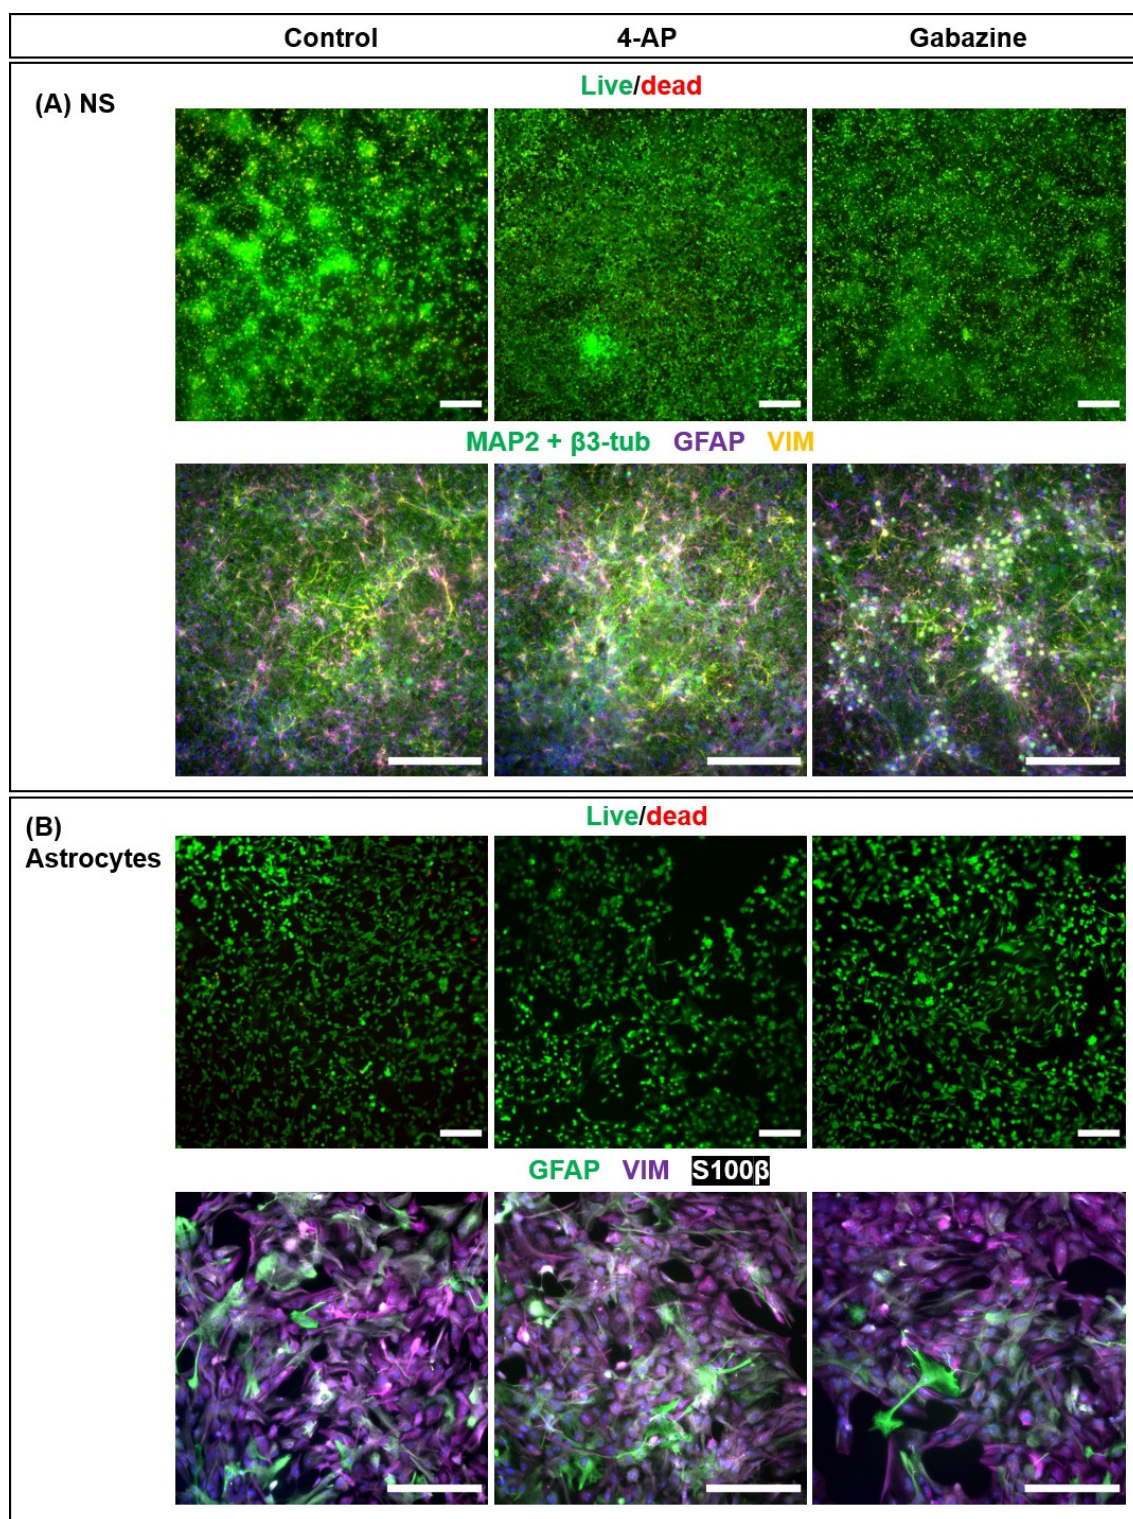 Control 4-AP Gabazine
(A) NS
Live/dead
MAP2 + β3-tub GFAP VIM
(B)
Astrocytes
Live/dead
GFAP VIM S100β